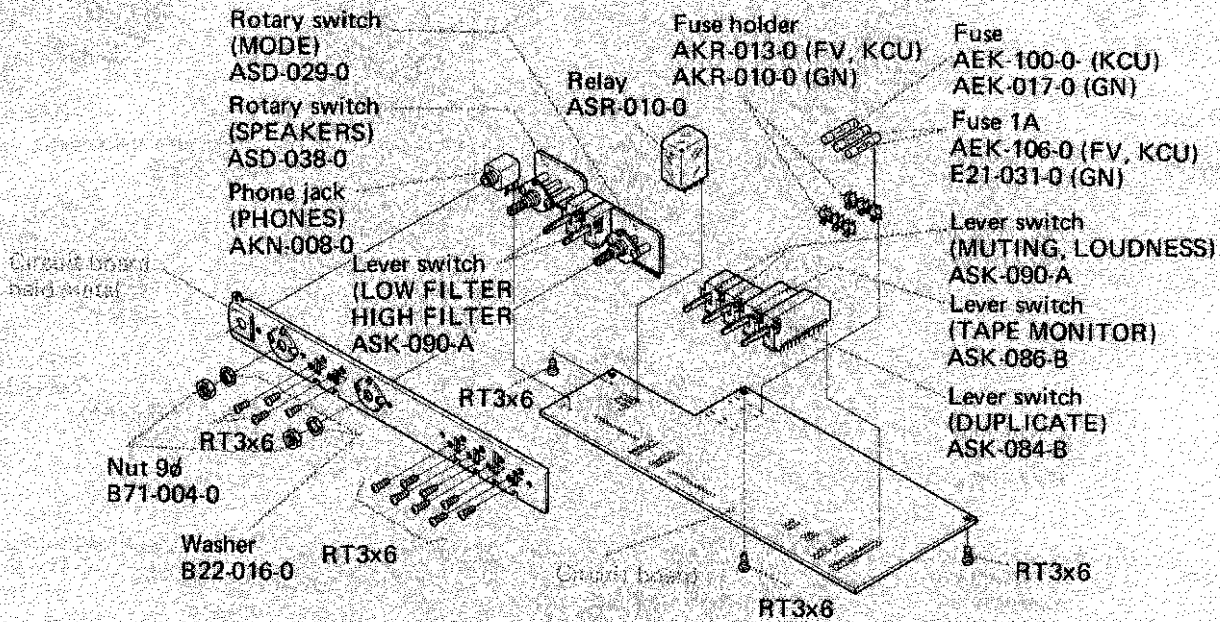 Rotary switch
(MODE)
ASD-029-0
Rotary switch
(SPEAKERS)
ASD-038-0
Phone jack
(PHONES)
AKN-008-0
Circuit board
hold metal
Lever switch
(LOW FILTER
HIGH FILTER
ASK-090-A
Relay
ASR-010-0
Fuse holder
AKR-013-0 (FV, KCU)
AKR-010-0 (GN)
Fuse
AEK-100-0- (KCU)
AEK-017-0 (GN)
Fuse 1A
AEK-106-0 (FV, KCU)
E21-031-0 (GN)
Lever switch
(MUTING, LOUDNESS)
ASK-090-A
Lever switch
(TAPE MONITOR)
ASK-086-B
Lever switch
(DUPLICATE)
ASK-084-B
RT3x6
RT3x6
Nut 9ø
B71-004-0
Washer
B22-016-0
RT3x6
Circuit board
RT3x6
RT3x6